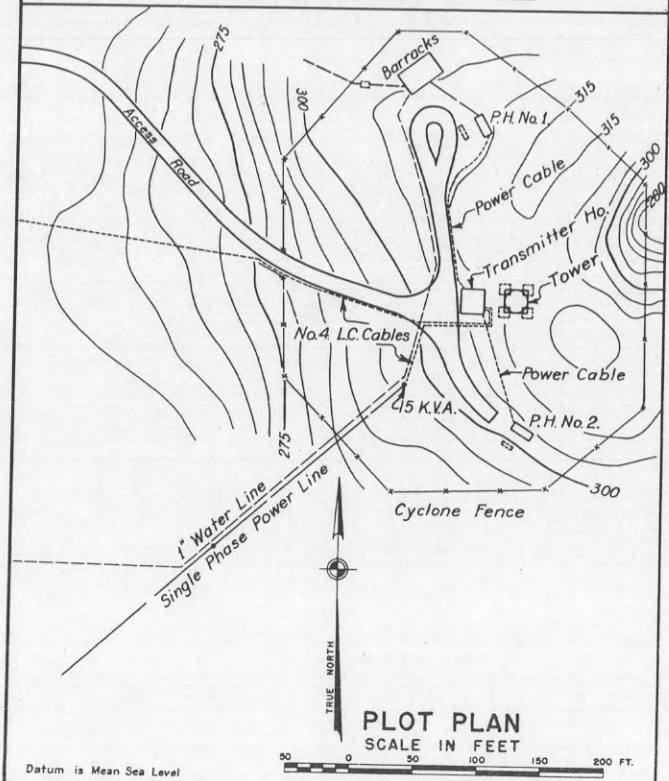 275
300
Barracks
315
P.H. No. 1.
315
Access Road
300
280
Power Cable
Transmitter Ho.
Tower
No. 4 L.C. Cables
Power Cable
15 K.V.A.
P.H. No. 2.
275
300
Cyclone Fence
1" Water Line
Single Phase Power Line
TRUE NORTH
PLOT PLAN
SCALE IN FEET
Datum is Mean Sea Level
50 0 50 100 150 200 FT.